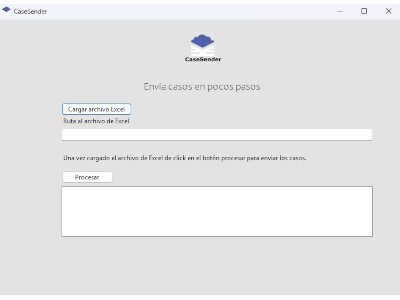 CaseSender
CaseSender
Envía casos en pocos pasos
Cargar archivo Excel
Ruta al archivo de Excel
Una ver cargado el archivo de Excel de click en el botón procesar para enviar los casos.
Procesar